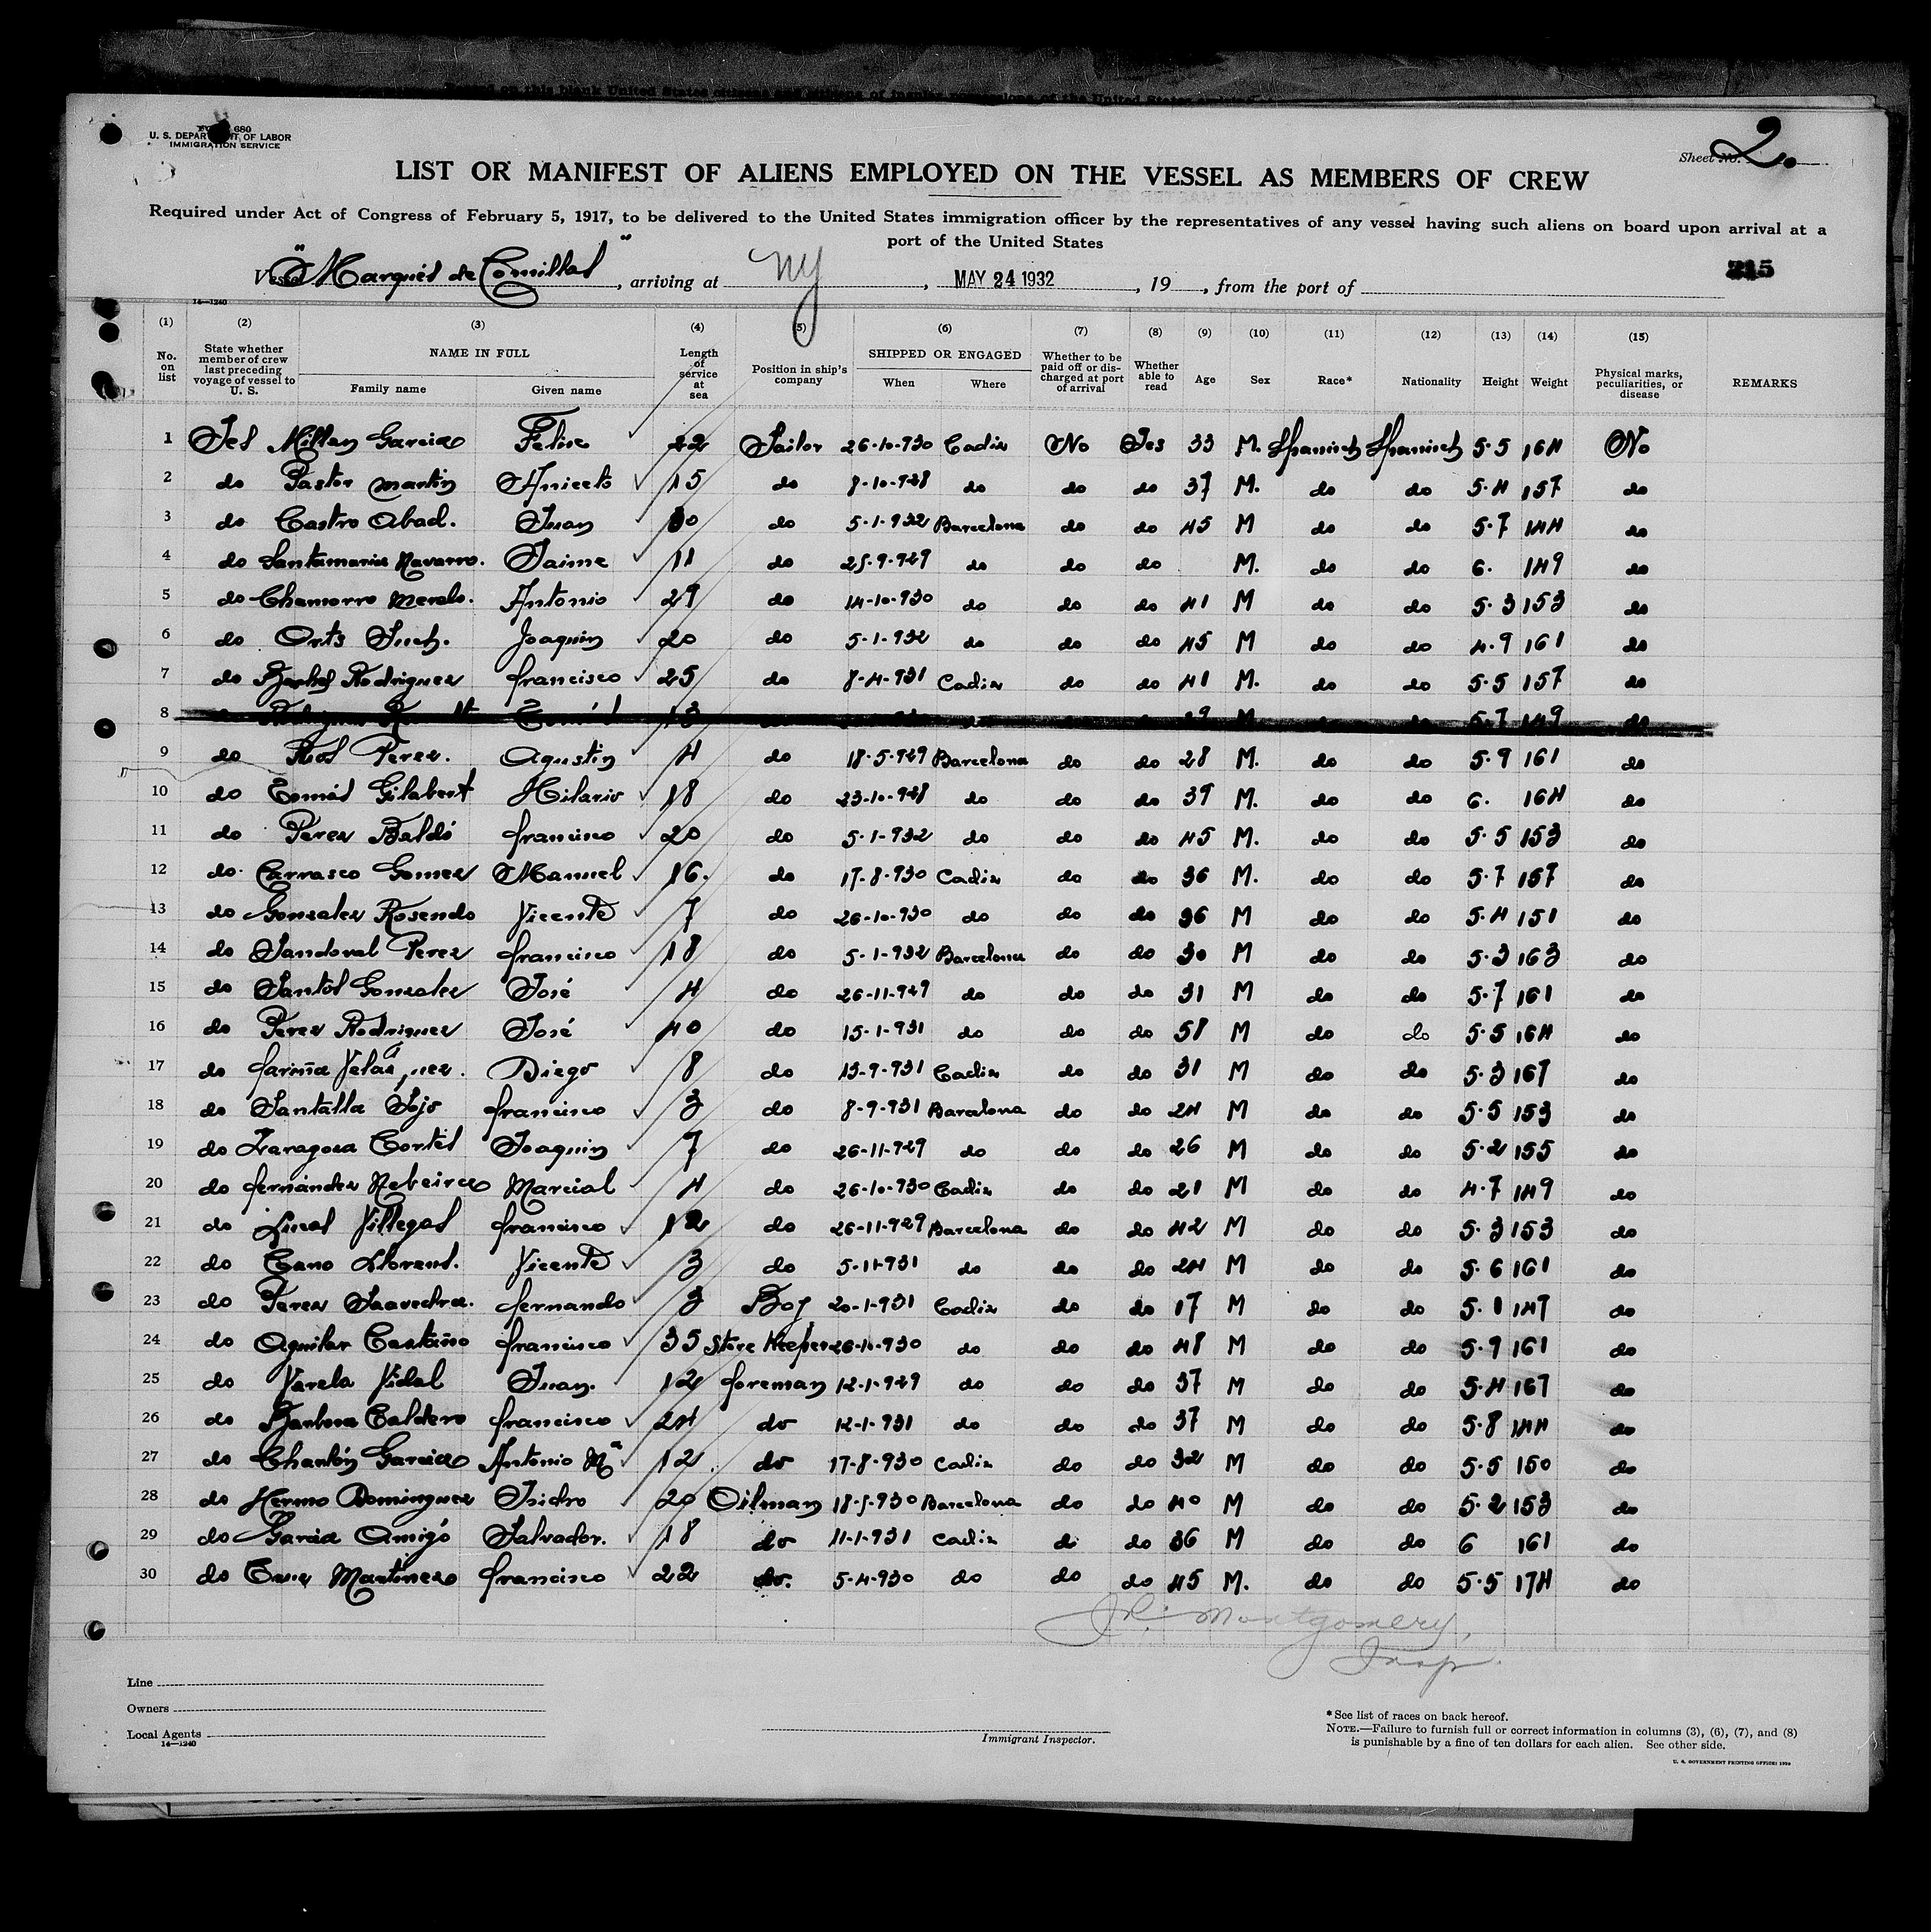 FORM 680
U. S. DEPARTMENT OF LABOR
IMMIGRATION SERVICE
Sheet No. 2.
LIST OR MANIFEST OF ALIENS EMPLOYED ON THE VESSEL AS MEMBERS OF CREW
Required under Act of Congress of February 5, 1917, to be delivered to the United States immigration officer by the representatives of any vessel having such aliens on board upon arrival at a
port of the United States
Vessel "Marqués de Comillas", arriving at NY, MAY 24 1932, 19, from the port of
14—1240
(1) (2) (3) (4) (5) (6) (7) (8) (9) (10) (11) (12) (13) (14) (15)
No. on list State whether member of crew last preceding voyage of vessel to U. S. NAME IN FULL Family name Given name Length of service at sea Position in ship's company SHIPPED OR ENGAGED When Where Whether to be paid off or discharged at port of arrival Whether able to read Age Sex Race* Nationality Height Weight Physical marks, peculiarities, or disease REMARKS
1 Yes Millan Garcia Felise 22 Sailor 26-10-930 Cadiz No Yes 33 M. Spanish Spanish 5.5 164 No
2 do Pastor Martin Aniceto 15 do 8-10-928 do do do 37 M. do do 5.4 157 do
3 do Castro Abad. Juan 30 do 5-1-932 Barcelona do do 45 M do do 5.7 144 do
4 do Santamaria Navarro. Jaime 11 do 25-9-929 do do do M. do do 6. 149 do
5 do Chamorro Merelo. Antonio 29 do 14-10-930 do do do 41 M do do 5.3 153 do
6 do Orts Such. Joaquin 20 do 5-1-932 do do do 45 M do do 4.9 161 do
7 do Rodriguez francisco 25 do 8-4-931 Cadiz do do 41 M. do do 5.5 157 do
8 Tomás 13 M 5.7 149 do
9 do Ros Perez. Agustin 4 do 18-5-929 Barcelona do do 28 M. do do 5.9 161 do
10 do Tomás Gilabert Hilario 18 do 23-10-928 do do do 39 M. do do 6. 164 do
11 do Perez Baldó francisco 20 do 5-1-932 do do do 45 M. do do 5.5 153 do
12 do. Carrasco Gomez Manuel 16. do 17-8-930 Cadiz do do 36 M. do do 5.7 157 do
13 do Gonzalez Rosendo Vicente 7 do 26-10-930 do do do 36 M do do 5.4 151 do
14 do Sandoval Perez francisco 18 do 5-1-932 Barcelona do do 30 M do do 5.3 163 do
15 do Santos Gonzalez José 4 do 26-11-929 do do do 31 M do do 5.7 161 do
16 do Perez Rodriguez José 40 do 15-1-931 do do do 58 M do do 5.5 164 do
17 do fariña Velázquez. Diego 8 do 13-9-931 Cadiz do do 31 M do do 5.3 167 do
18 do Santalla Sojo francisco 3 do 8-9-931 Barcelona do do 24 M do do 5.5 153 do
19 do Zaragoza Cortés Joaquin 7 do 26-11-929 do do do 26 M do do 5.2 155 do
20 do fernández Rebeira Marcial 4 do 26-10-930 Cadiz do do 21 M do do 4.7 149 do
21 do Villegas francisco 12 do 26-11-929 Barcelona do do 42 M do do 5.3 153 do
22 do Cano Llorens. Vicente 3 do 5-11-931 do do do 24 M do do 5.6 161 do
23 do Perez Saavedra. fernando 3 Boy 20-1-931 Cadiz do do 17 M do do 5.1 147 do
24 do Aguilar Castaño francisco 35 Store Keeper do do do 48 M do do 5.9 161 do
25 do Varela Vidal Juan. 12 foreman 12-1-929 do do do 37 M do do 5.4 167 do
26 do Caldero francisco 24 do 12-1-931 do do do 37 M do do 5.8 144 do
27 do Chantón Garcia Antonio Mª 12 do 17-8-930 Cadiz do do 32 M do do 5.5 150 do
28 do Hermo Dominguez Isidro 20 Oilman 18-5-930 Barcelona do do 40 M do do 5.2 153 do
29 do Garcia Amigó Salvador. 18 do 11-1-931 Cadiz do do 36 M do do 6 161 do
30 do Martinez francisco 22 do. 5-4-930 do do do 45 M. do do 5.5 174 do
Montgomery,
Insp.
Line
Owners
Local Agents
14—1240
Immigrant Inspector.
*See list of races on back hereof.
NOTE.—Failure to furnish full or correct information in columns (3), (6), (7), and (8)
is punishable by a fine of ten dollars for each alien. See other side.